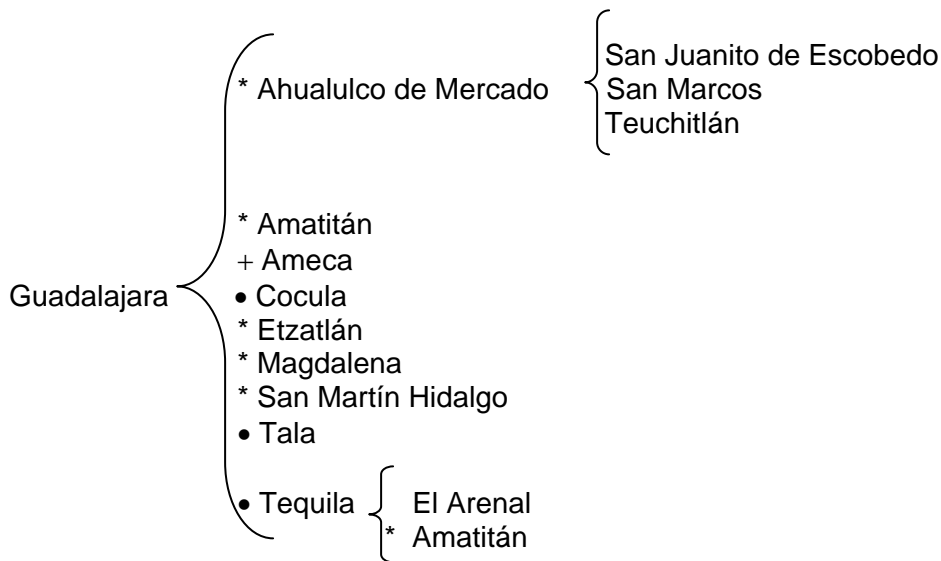 San Juanito de Escobedo
* Ahualulco de Mercado
San Marcos
Teuchitlán
* Amatitán
+ Ameca
Guadalajara
• Cocula
* Etzatlán
* Magdalena
* San Martín Hidalgo
• Tala
• Tequila
El Arenal
* Amatitán